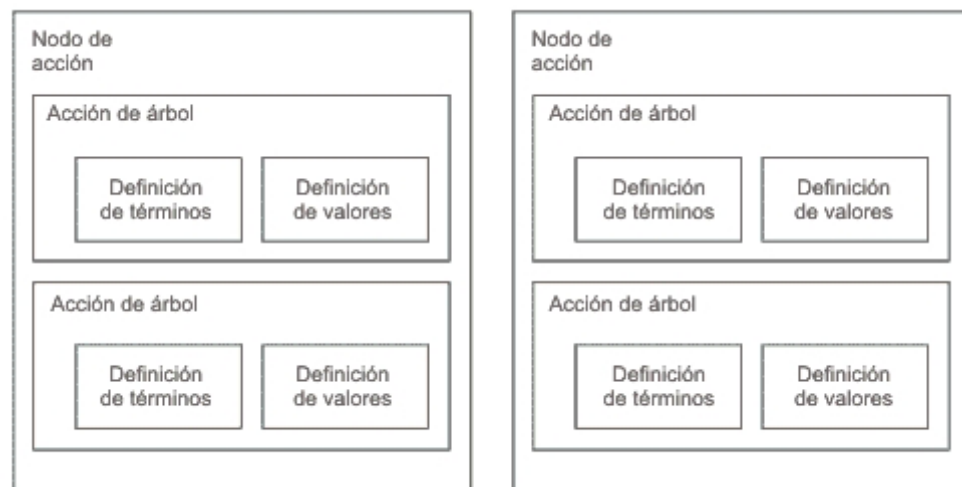 Nodo de
acción
Acción de árbol
Definición
de términos
Definición
de valores
Acción de árbol
Definición
de términos
Definición
de valores
Nodo de
acción
Acción de árbol
Definición
de términos
Definición
de valores
Acción de árbol
Definición
de términos
Definición
de valores